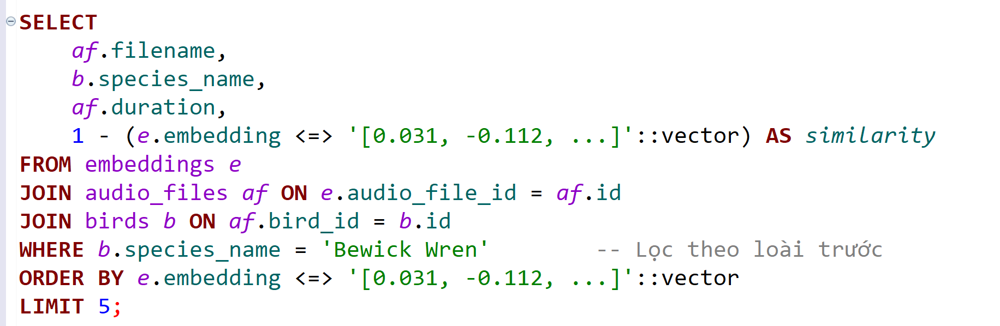 SELECT
    af.filename,
    b.species_name,
    af.duration,
    1 - (e.embedding <=> '[0.031, -0.112, ...]'::vector) AS similarity
FROM embeddings e
JOIN audio_files af ON e.audio_file_id = af.id
JOIN birds b ON af.bird_id = b.id
WHERE b.species_name = 'Bewick Wren'        -- Lọc theo loài trước
ORDER BY e.embedding <=> '[0.031, -0.112, ...]'::vector
LIMIT 5;